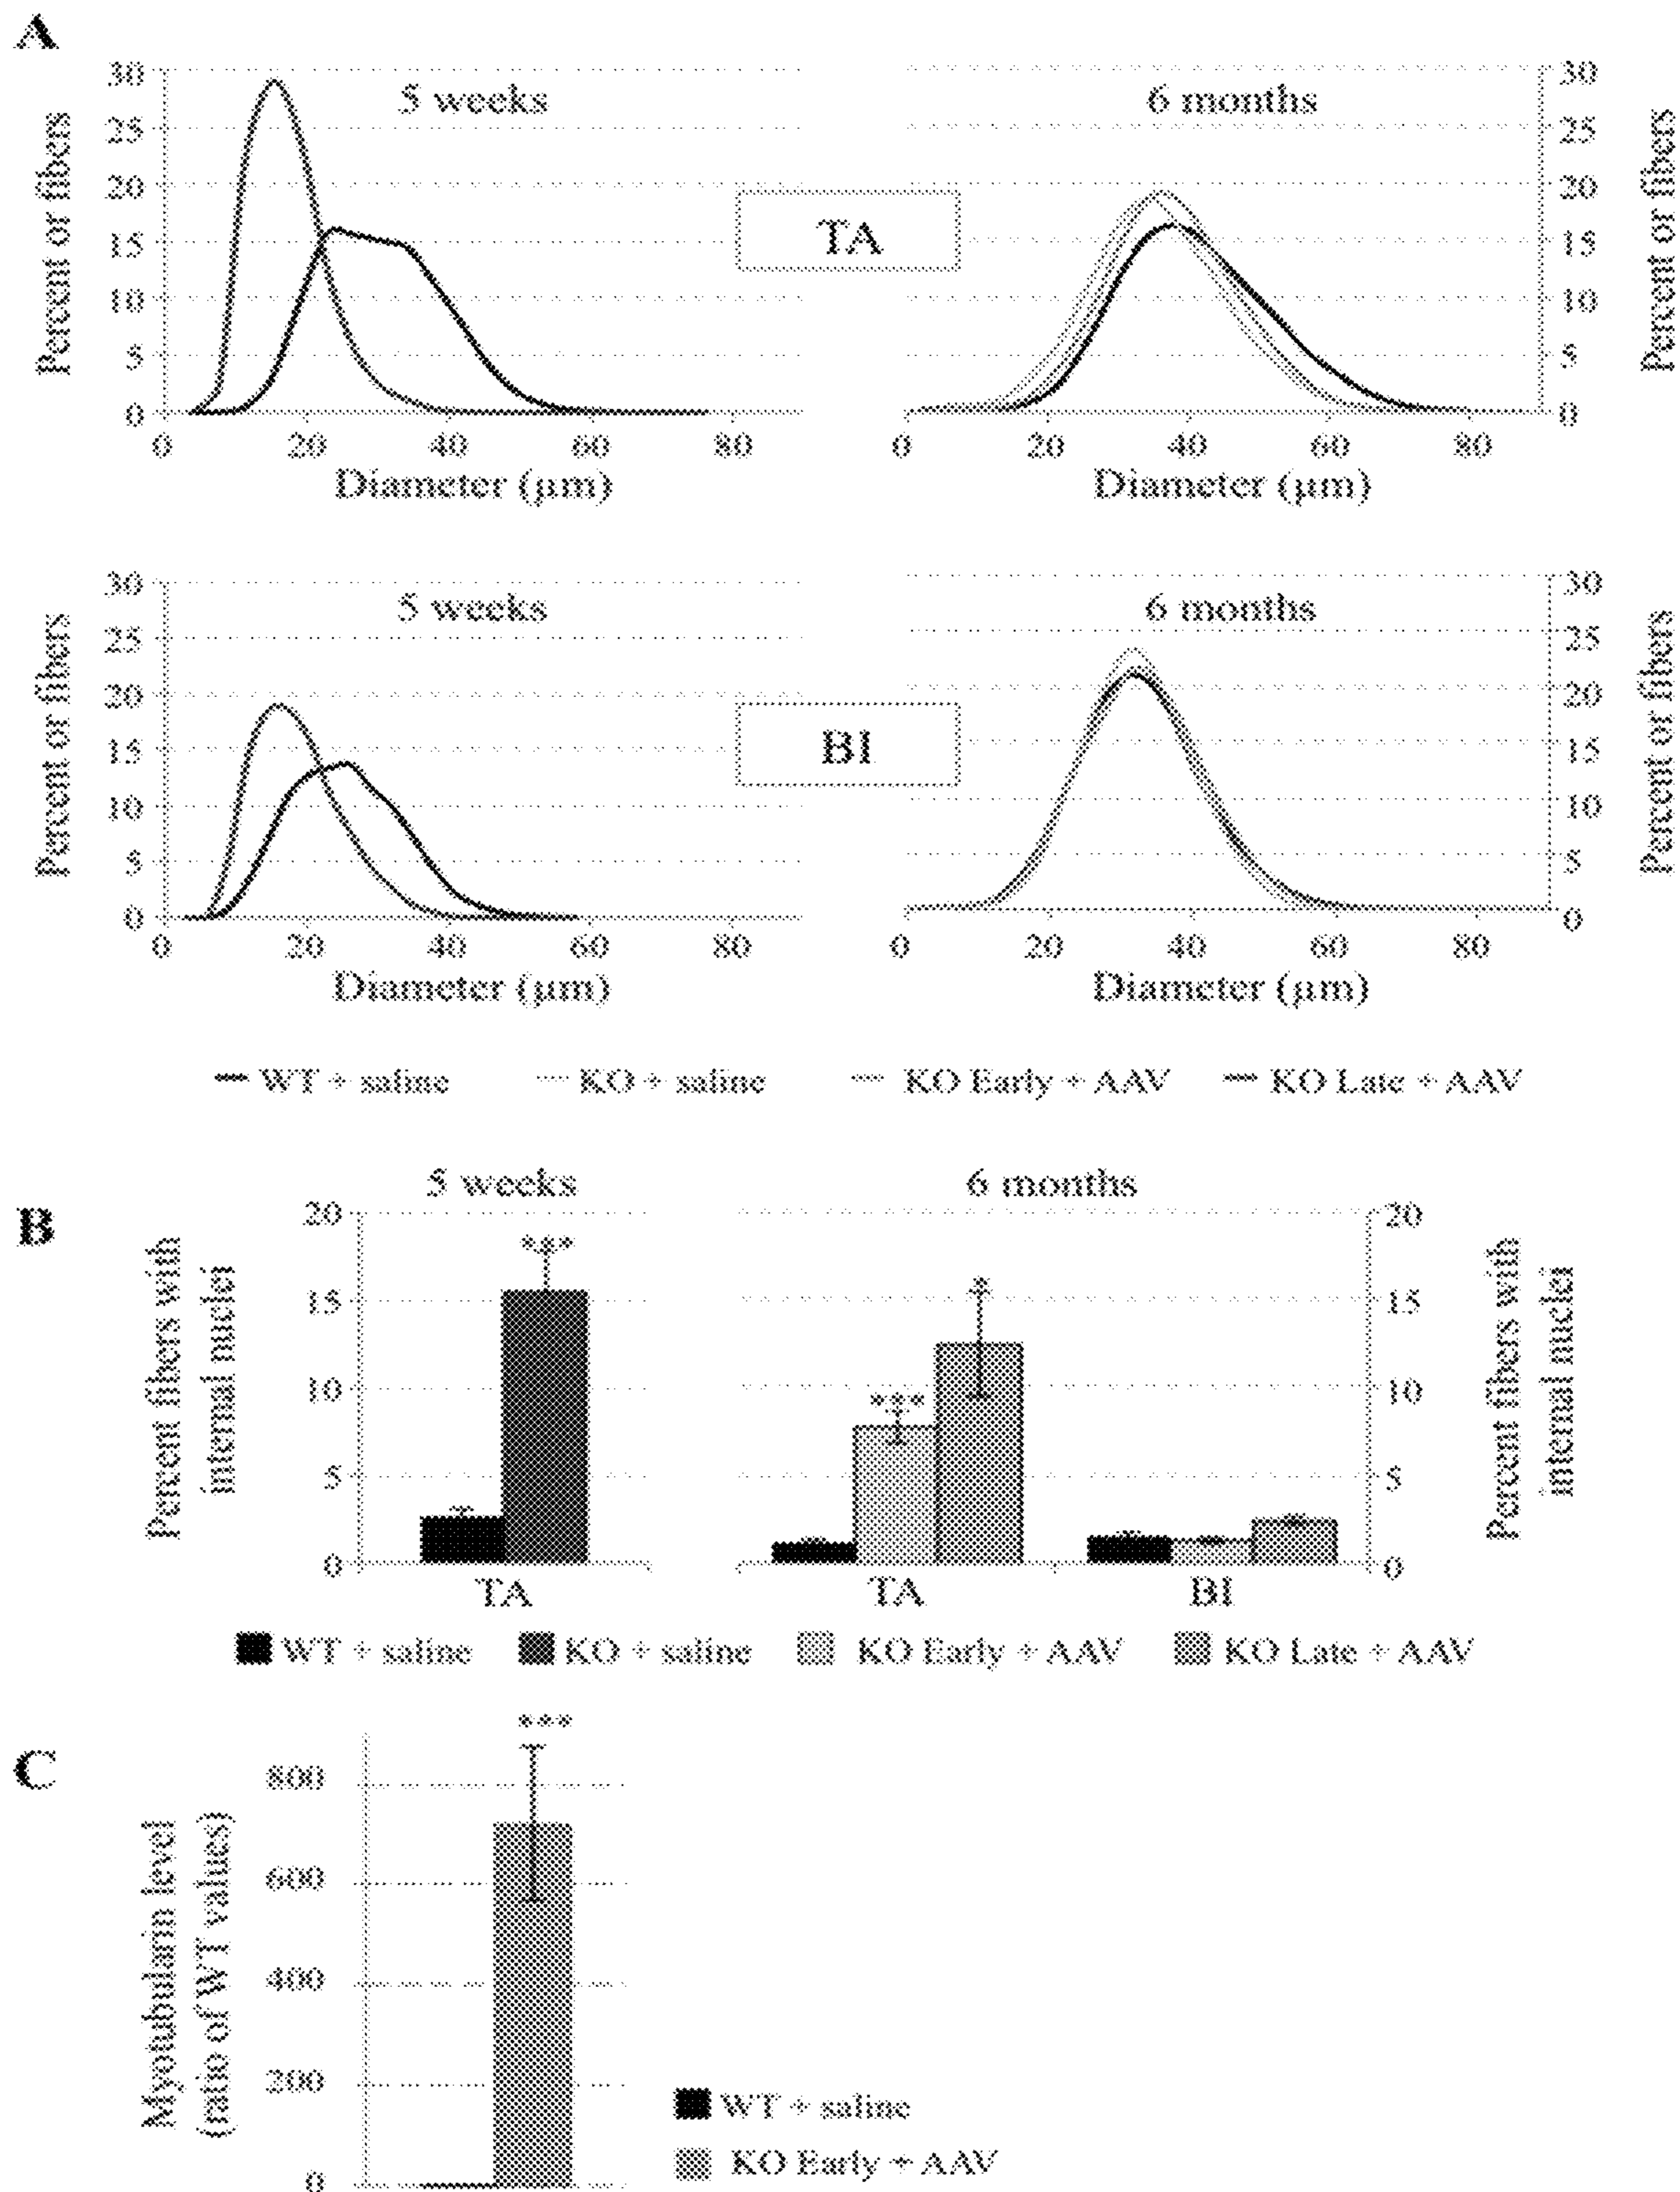 A
5 weeks
6 months
Percent or fibers
30
25
20
15
10
5
0
TA
30
25
20
15
10
5
0
Percent or fibers
0 20 40 60 80
0 20 40 60 80
Diameter (μm)
Diameter (μm)
5 weeks
6 months
Percent or fibers
30
25
20
15
10
5
0
BI
30
25
20
15
10
5
0
Percent or fibers
0 20 40 60 80
0 20 40 60 80
Diameter (μm)
Diameter (μm)
WT + saline KO + saline KO Early + AAV KO Late + AAV
B
5 weeks
6 months
Percent fibers with
internal nuclei
20
15
10
5
0
***
***
*
20
15
10
5
0
Percent fibers with
internal nuclei
TA TA BI
WT + saline KO + saline KO Early + AAV KO Late + AAV
C
***
Myotubularin level
(ratio of WT values)
800
600
400
200
0
WT + saline
KO Early + AAV